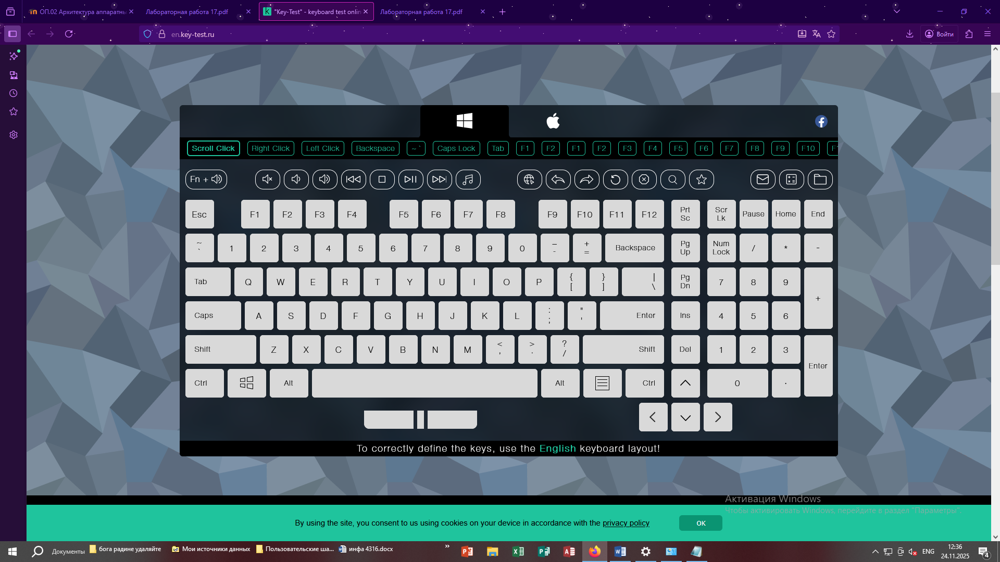 ОП.02 Архитектура аппаратны
Лабораторная работа 17.pdf
"Key-Test" - keyboard test onlin
Лабораторная работа 17.pdf
en.key-test.ru
Войти
Scroll Click
Right Click
Left Click
Backspace
~ `
Caps Lock
Tab
F1
F2
F1
F2
F3
F4
F5
F6
F7
F8
F9
F10
Fn +
Esc F1 F2 F3 F4 F5 F6 F7 F8 F9 F10 F11 F12 Prt Sc Scr Lk Pause Home End
~ ` 1 2 3 4 5 6 7 8 9 0 – - + = Backspace Pg Up Num Lock / * -
Tab Q W E R T Y U I O P { [ } ] | \ Pg Dn 7 8 9 +
Caps A S D F G H J K L : ; " ' Enter Ins 4 5 6
Shift Z X C V B N M < , > . ? / Shift Del 1 2 3 Enter
Ctrl Alt Alt Ctrl 0 .
To correctly define the keys, use the English keyboard layout!
Активация Windows
Чтобы активировать Windows, перейдите в раздел "Параметры".
By using the site, you consent to us using cookies on your device in accordance with the privacy policy
OK
Документы
бога радине удаляйте
Мои источники данных
Пользовательские ша...
инфа 4316.docx
»
ENG
12:36
24.11.2025
4